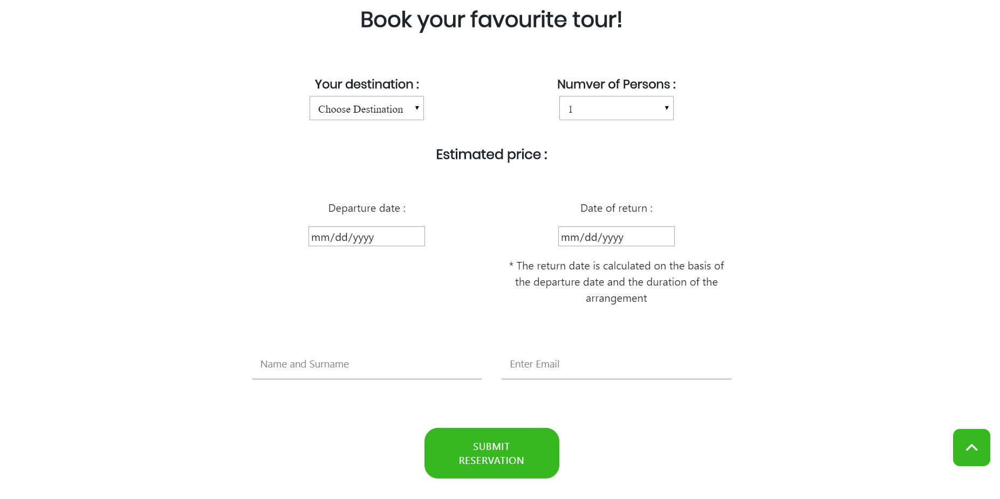 Book your favourite tour!
Your destination :
Numver of Persons :
Choose Destination
1
Estimated price :
Departure date :
Date of return :
mm/dd/yyyy
mm/dd/yyyy
* The return date is calculated on the basis of
the departure date and the duration of the
arrangement
Name and Surname
Enter Email
SUBMIT
RESERVATION